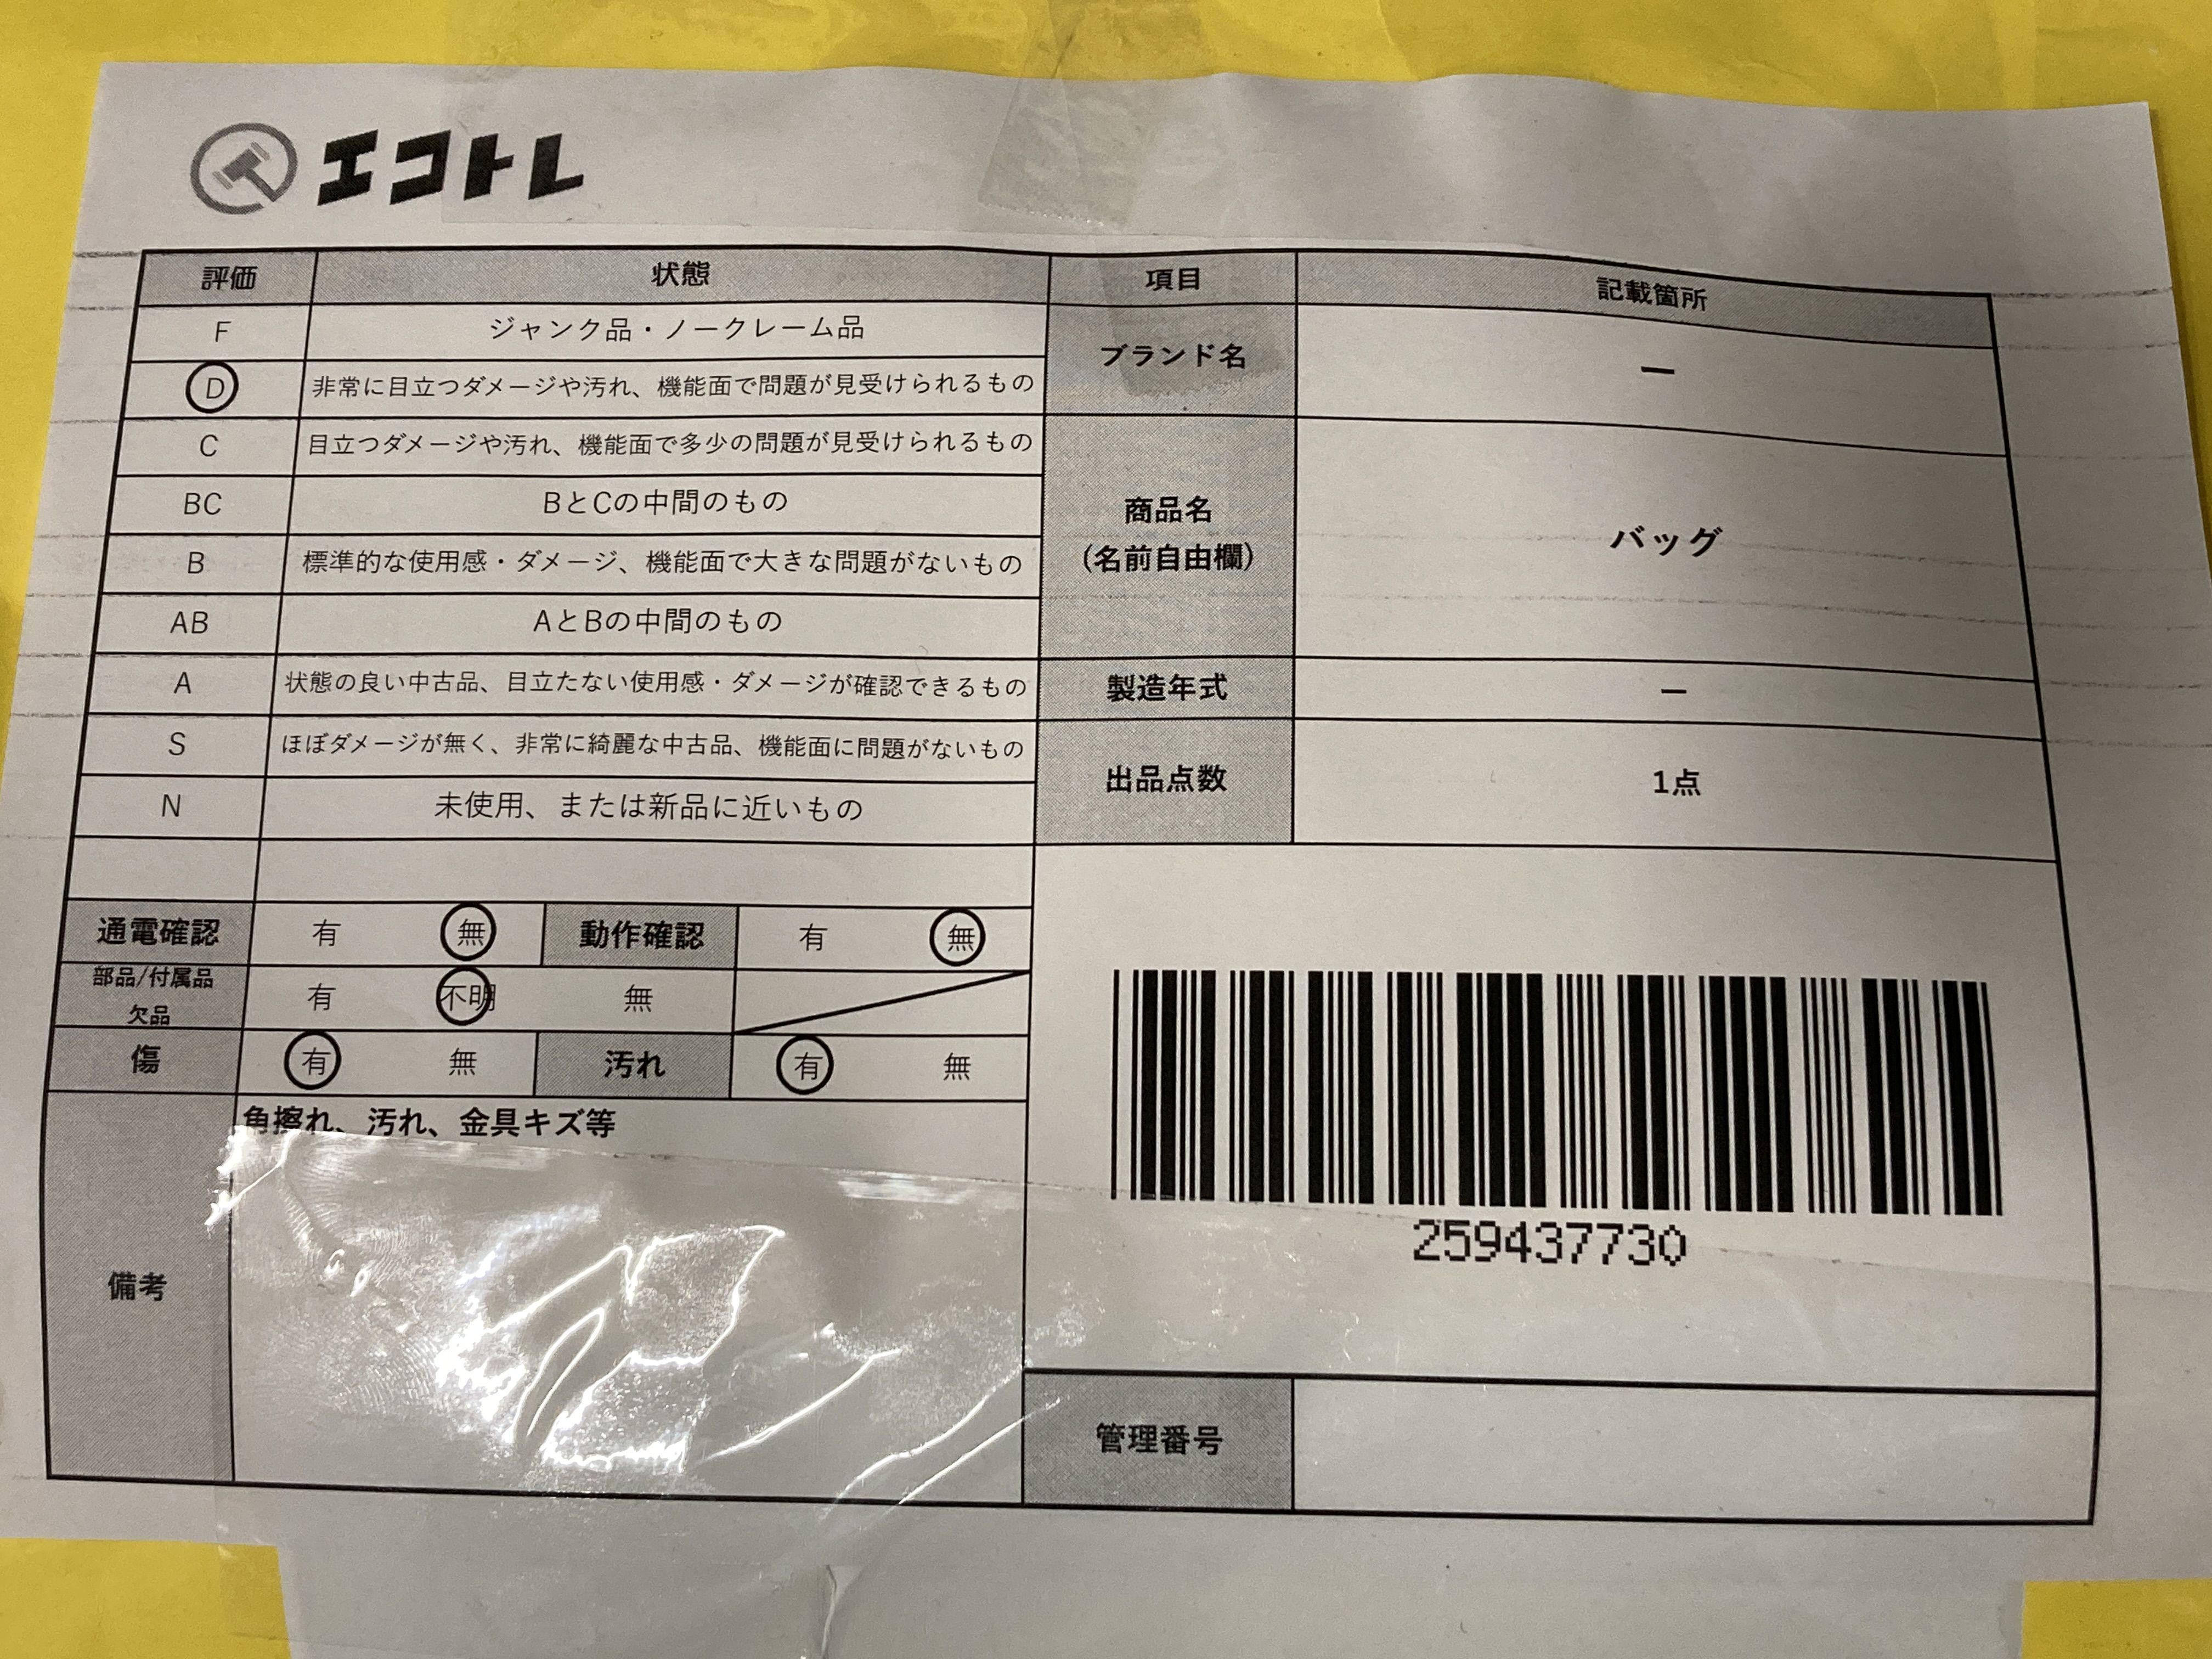 エコトレ
評価 状態 項目 記載箇所
F ジャンク品・ノークレーム品
D 非常に目立つダメージや汚れ、機能面で問題が見受けられるもの
ブランド名 ー
C 目立つダメージや汚れ、機能面で多少の問題が見受けられるもの
BC BとCの中間のもの
B 標準的な使用感・ダメージ、機能面で大きな問題がないもの
AB AとBの中間のもの
商品名
(名前自由欄)
バッグ
A 状態の良い中古品、目立たない使用感・ダメージが確認できるもの
製造年式 ー
S ほぼダメージが無く、非常に綺麗な中古品、機能面に問題がないもの
N 未使用、または新品に近いもの
出品点数 1点
通電確認 有 無 動作確認 有 無
部品/付属品
欠品
有 不明 無
傷 有 無 汚れ 有 無
備考
角擦れ、汚れ、金具キズ等
259437730
管理番号